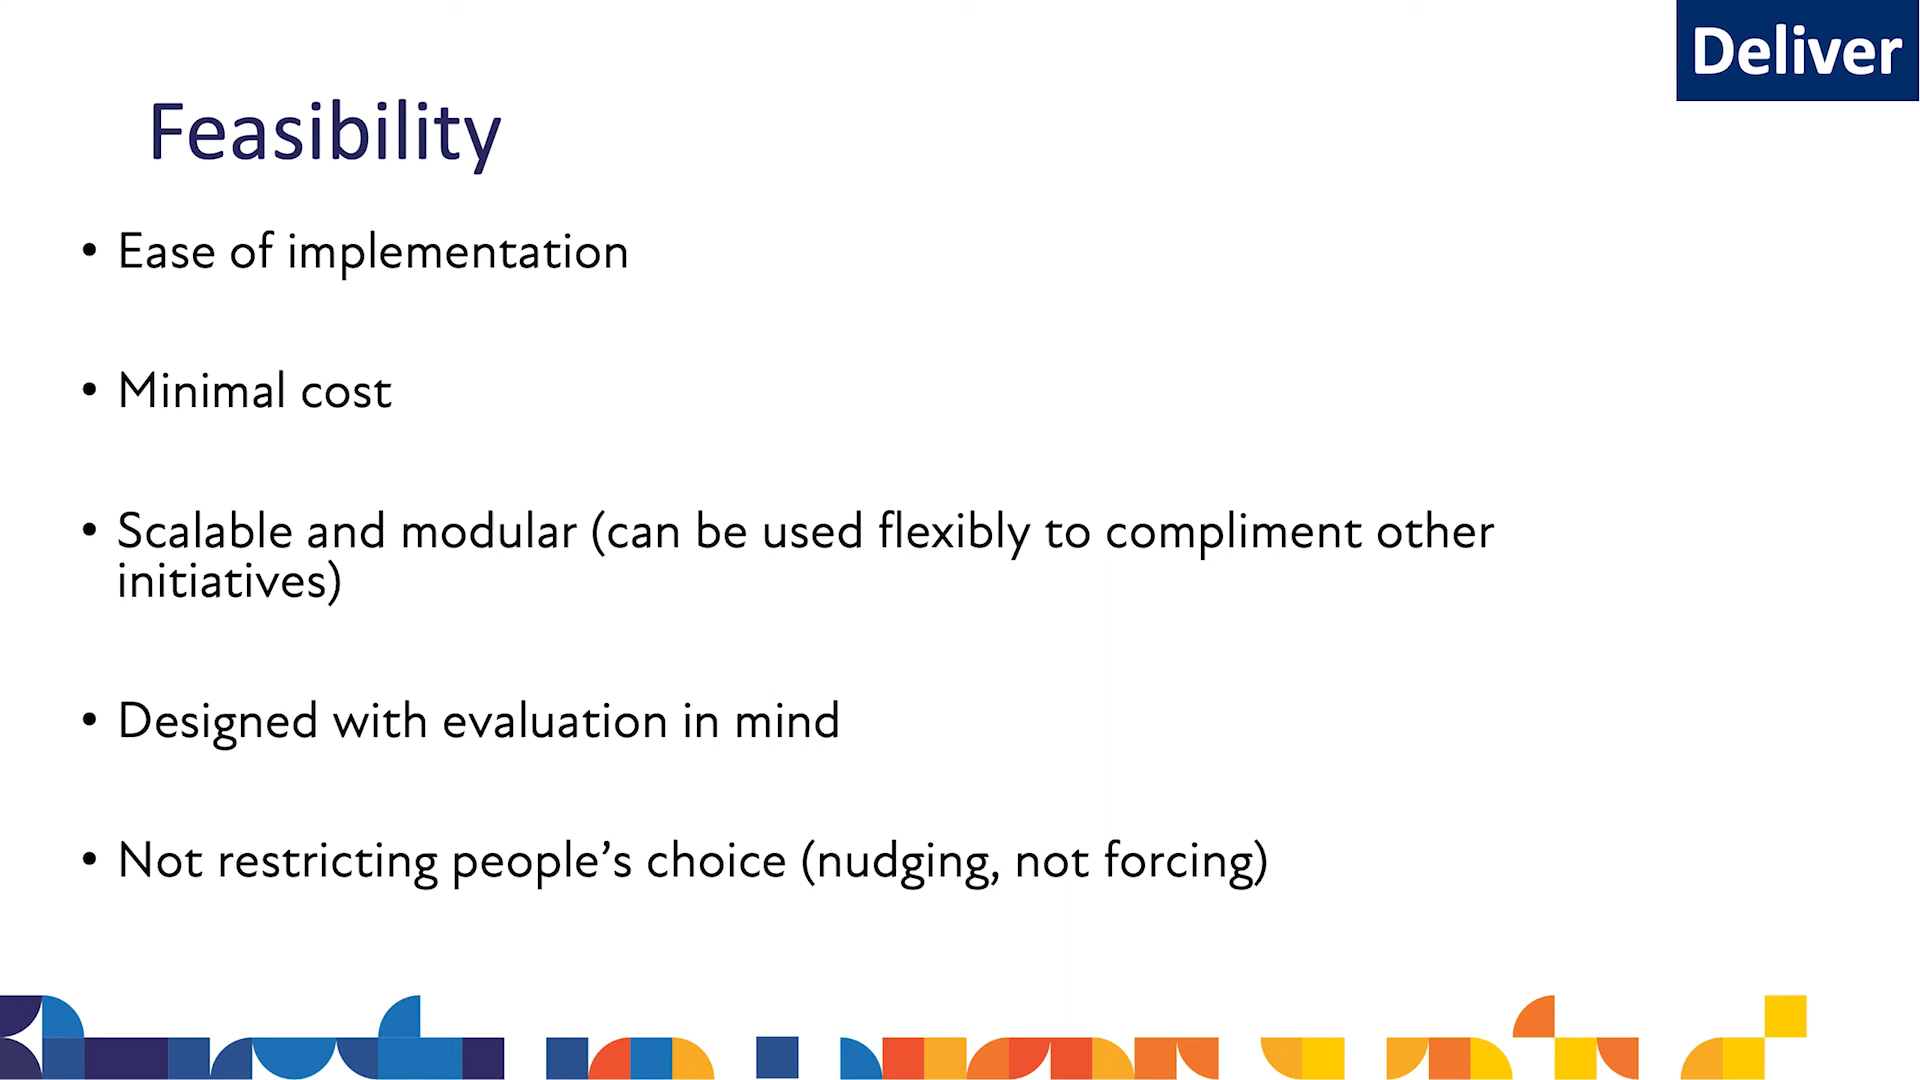 Deliver
Feasibility
• Ease of implementation
• Minimal cost
• Scalable and modular (can be used flexibly to compliment other
initiatives)
• Designed with evaluation in mind
• Not restricting people’s choice (nudging, not forcing)